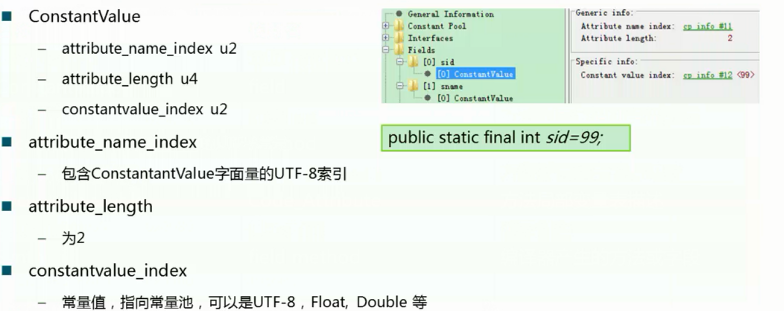 ConstantValue
– attribute_name_index u2
– attribute_length u4
– constantvalue_index u2
attribute_name_index
– 包含ConstantantValue字面量的UTF-8索引
attribute_length
– 为2
constantvalue_index
– 常量值，指向常量池，可以是UTF-8，Float, Double 等
General Information
Constant Pool
Interfaces
Fields
[0] sid
[0] ConstantValue
[1] sname
[0] ConstantValue
Generic info:
Attribute name index: cp_info #11
Attribute length: 2
Specific info:
Constant value index: cp_info #12 <99>
public static final int sid=99;